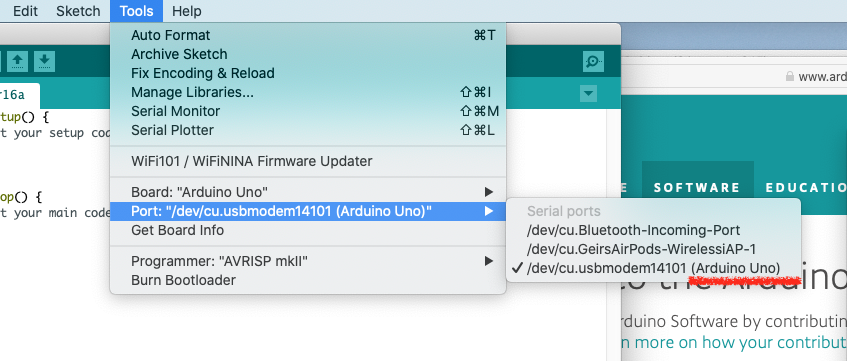 Edit Sketch Tools Help
Auto Format ⌘T
Archive Sketch
Fix Encoding & Reload
Manage Libraries... ⇧⌘I
Serial Monitor ⇧⌘M
Serial Plotter ⇧⌘L
WiFi101 / WiFiNINA Firmware Updater
Board: "Arduino Uno"
Port: "/dev/cu.usbmodem14101 (Arduino Uno)"
Get Board Info
Programmer: "AVRISP mkII"
Burn Bootloader
Serial ports
/dev/cu.Bluetooth-Incoming-Port
/dev/cu.GeirsAirPods-WirelessiAP-1
✓ /dev/cu.usbmodem14101 (Arduino Uno)
r16a
tup() {
t your setup cod
op() {
t your main code
www.ard
E SOFTWARE EDUCATIO
to the Arduino
rduino Software by contributing
n more on how your contribut